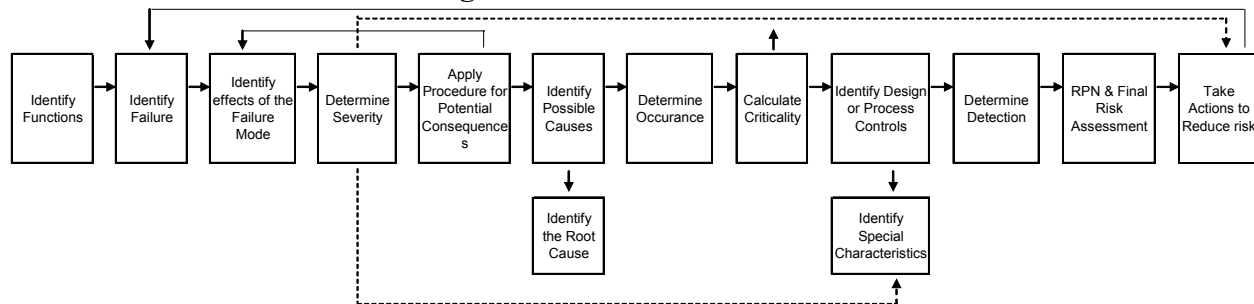 Identify
Functions
Identify
Failure
Identify
effects of the
Failure
Mode
Determine
Severity
Apply
Procedure for
Potential
Consequence
s
Identify
Possible
Causes
Determine
Occurance
Calculate
Criticality
Identify Design
or Process
Controls
Determine
Detection
RPN & Final
Risk
Assessment
Take
Actions to
Reduce risk
Identify
the Root
Cause
Identify
Special
Characteristics